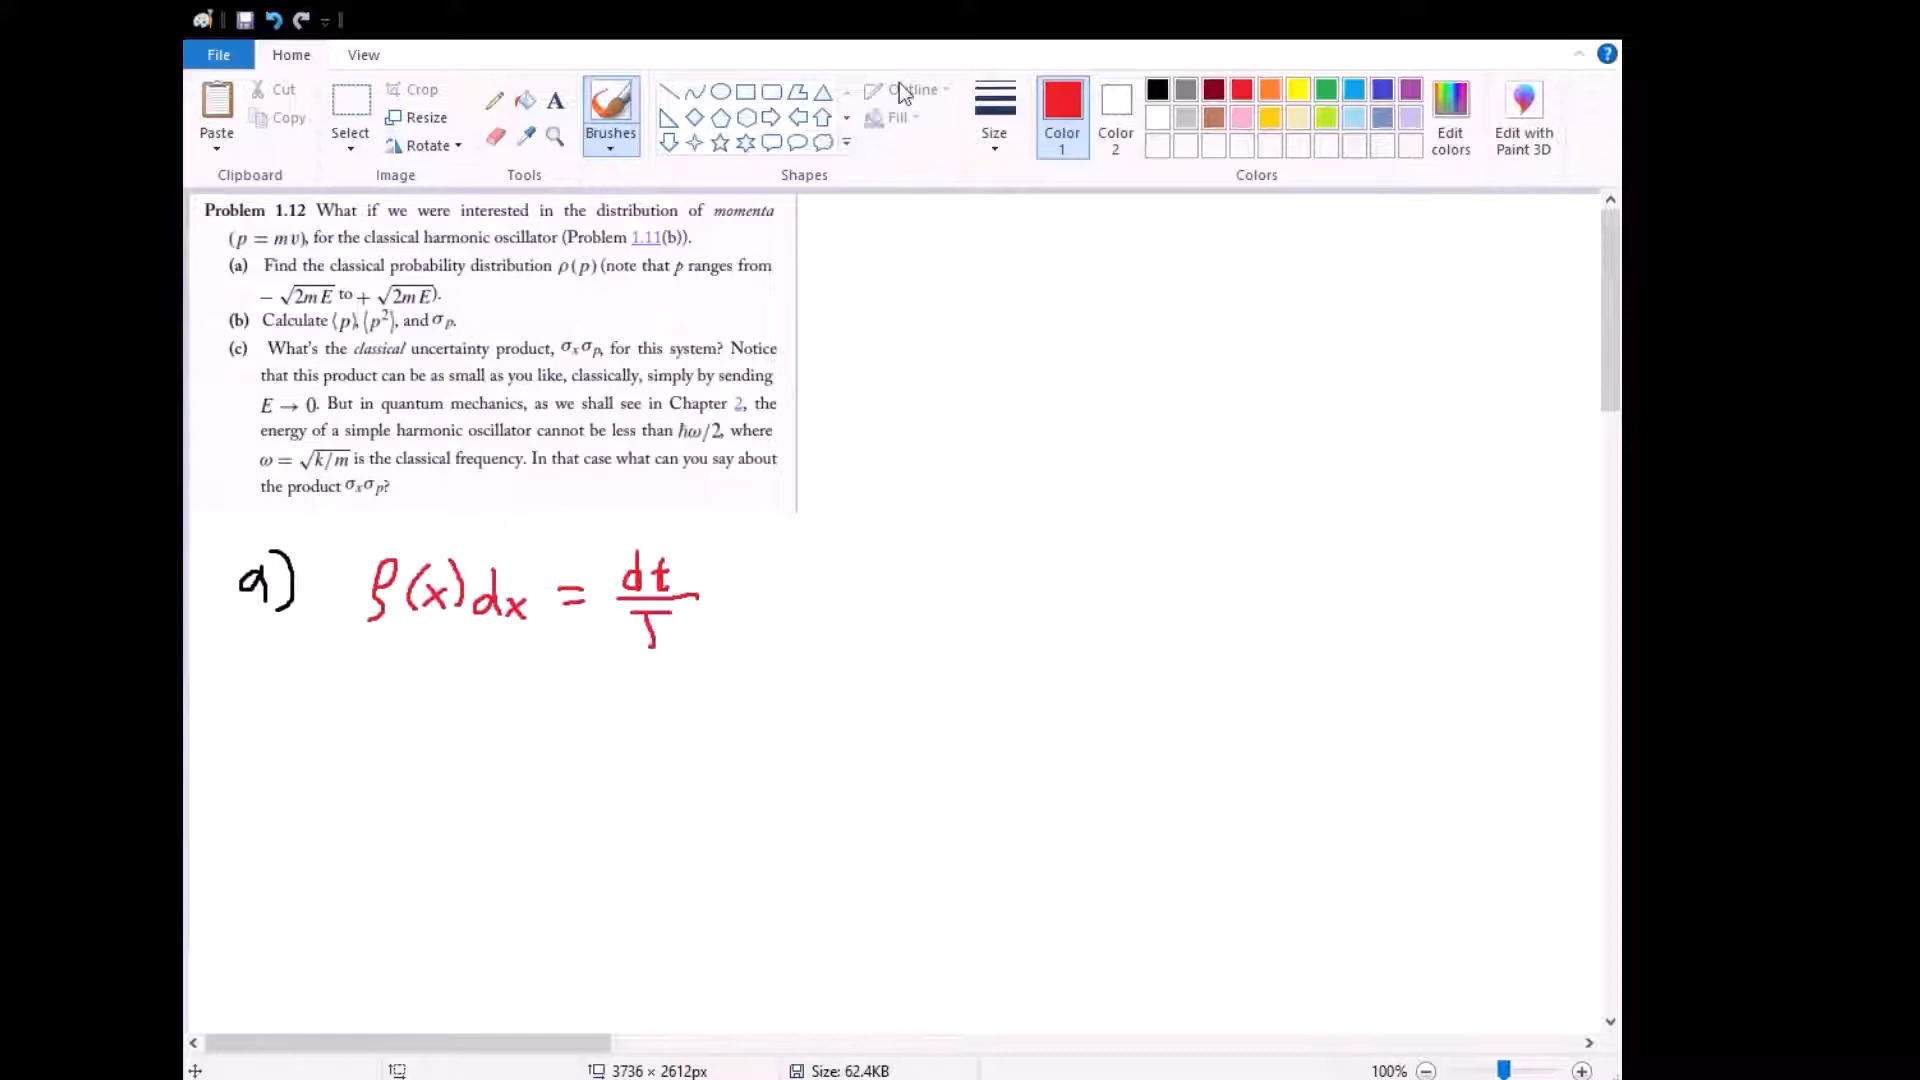 File Home View
Paste Cut Copy Select Crop Resize Rotate Brushes Outline Fill Size Color 1 Color 2 Edit colors Edit with Paint 3D
Clipboard Image Tools Shapes Colors
Problem 1.12 What if we were interested in the distribution of momenta
(p = mv), for the classical harmonic oscillator (Problem 1.11(b)).
(a) Find the classical probability distribution ρ(p) (note that p ranges from
− √2mE to + √2mE).
(b) Calculate ⟨p⟩, ⟨p²⟩, and σp.
(c) What's the classical uncertainty product, σxσp, for this system? Notice
that this product can be as small as you like, classically, simply by sending
E → 0. But in quantum mechanics, as we shall see in Chapter 2, the
energy of a simple harmonic oscillator cannot be less than ħω/2, where
ω = √k/m is the classical frequency. In that case what can you say about
the product σxσp?
a) ρ(x)dx = dt/T
3736 × 2612px Size: 62.4KB 100%